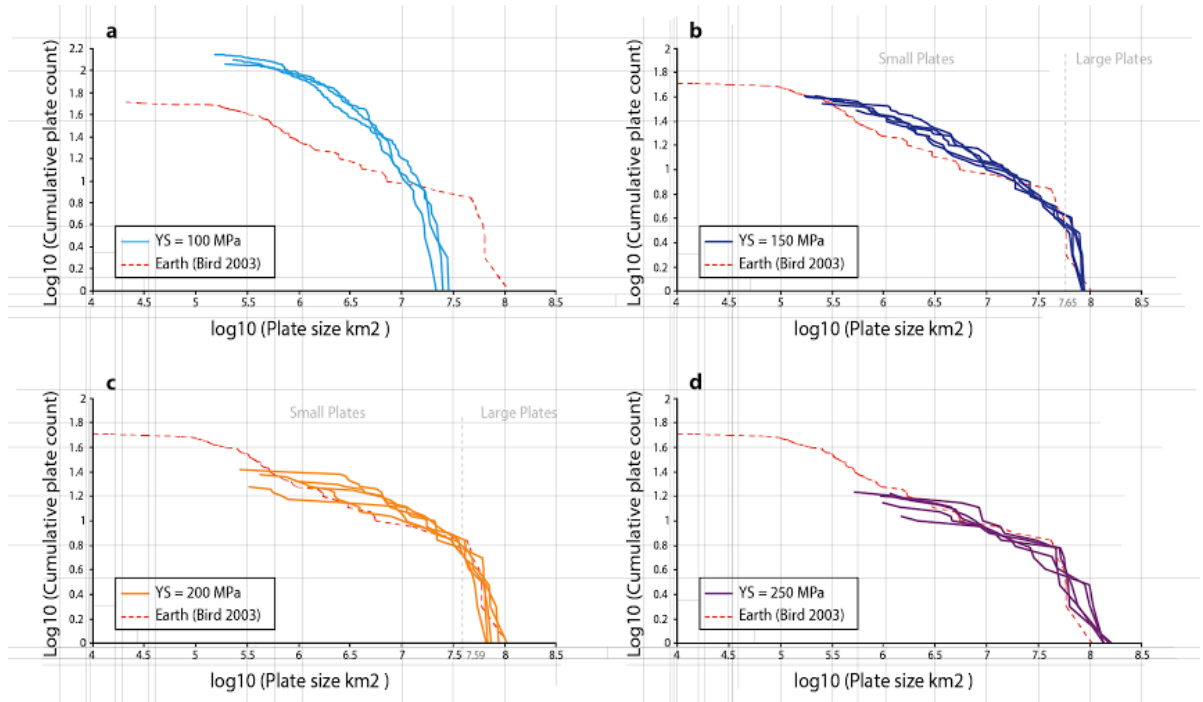 a
Log10 (Cumulative plate count)
2.2
2
1.8
1.6
1.4
1.2
1
0.8
0.6
0.4
0.2
0
YS = 100 MPa
Earth (Bird 2003)
4 4.5 5 5.5 6 6.5 7 7.5 8 8.5
log10 (Plate size km2 )
b
Log10 (Cumulative plate count)
Small Plates Large Plates
2
1.8
1.6
1.4
1.2
1
0.8
0.6
0.4
0.2
0
YS = 150 MPa
Earth (Bird 2003)
4 4.5 5 5.5 6 6.5 7 7.5 7.65 8 8.5
log10 (Plate size km2 )
c
Log10 (Cumulative plate count)
Small Plates Large Plates
2
1.8
1.6
1.4
1.2
1
0.8
0.6
0.4
0.2
0
YS = 200 MPa
Earth (Bird 2003)
4 4.5 5 5.5 6 6.5 7 7.5 7.59 8 8.5
log10 (Plate size km2 )
d
Log10 (Cumulative plate count)
2
1.8
1.6
1.4
1.2
1
0.8
0.6
0.4
0.2
0
YS = 250 MPa
Earth (Bird 2003)
4 4.5 5 5.5 6 6.5 7 7.5 8 8.5
log10 (Plate size km2 )